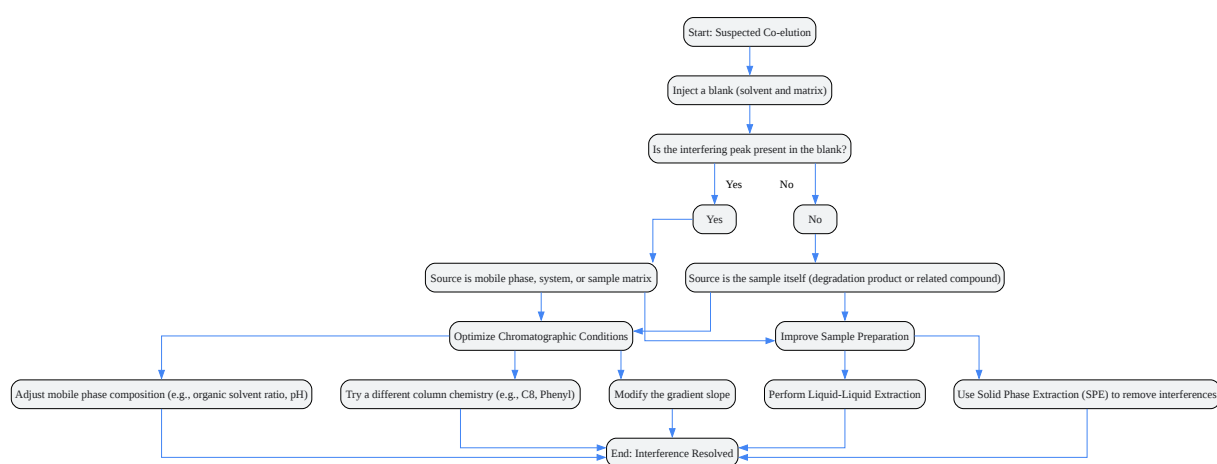 Start: Suspected Co-elution
Inject a blank (solvent and matrix)
Is the interfering peak present in the blank?
Yes
No
Yes
No
Source is mobile phase, system, or sample matrix
Source is the sample itself (degradation product or related compound)
Optimize Chromatographic Conditions
Improve Sample Preparation
Adjust mobile phase composition (e.g., organic solvent ratio, pH)
Try a different column chemistry (e.g., C8, Phenyl)
Modify the gradient slope
Perform Liquid-Liquid Extraction
Use Solid Phase Extraction (SPE) to remove interferences
End: Interference Resolved